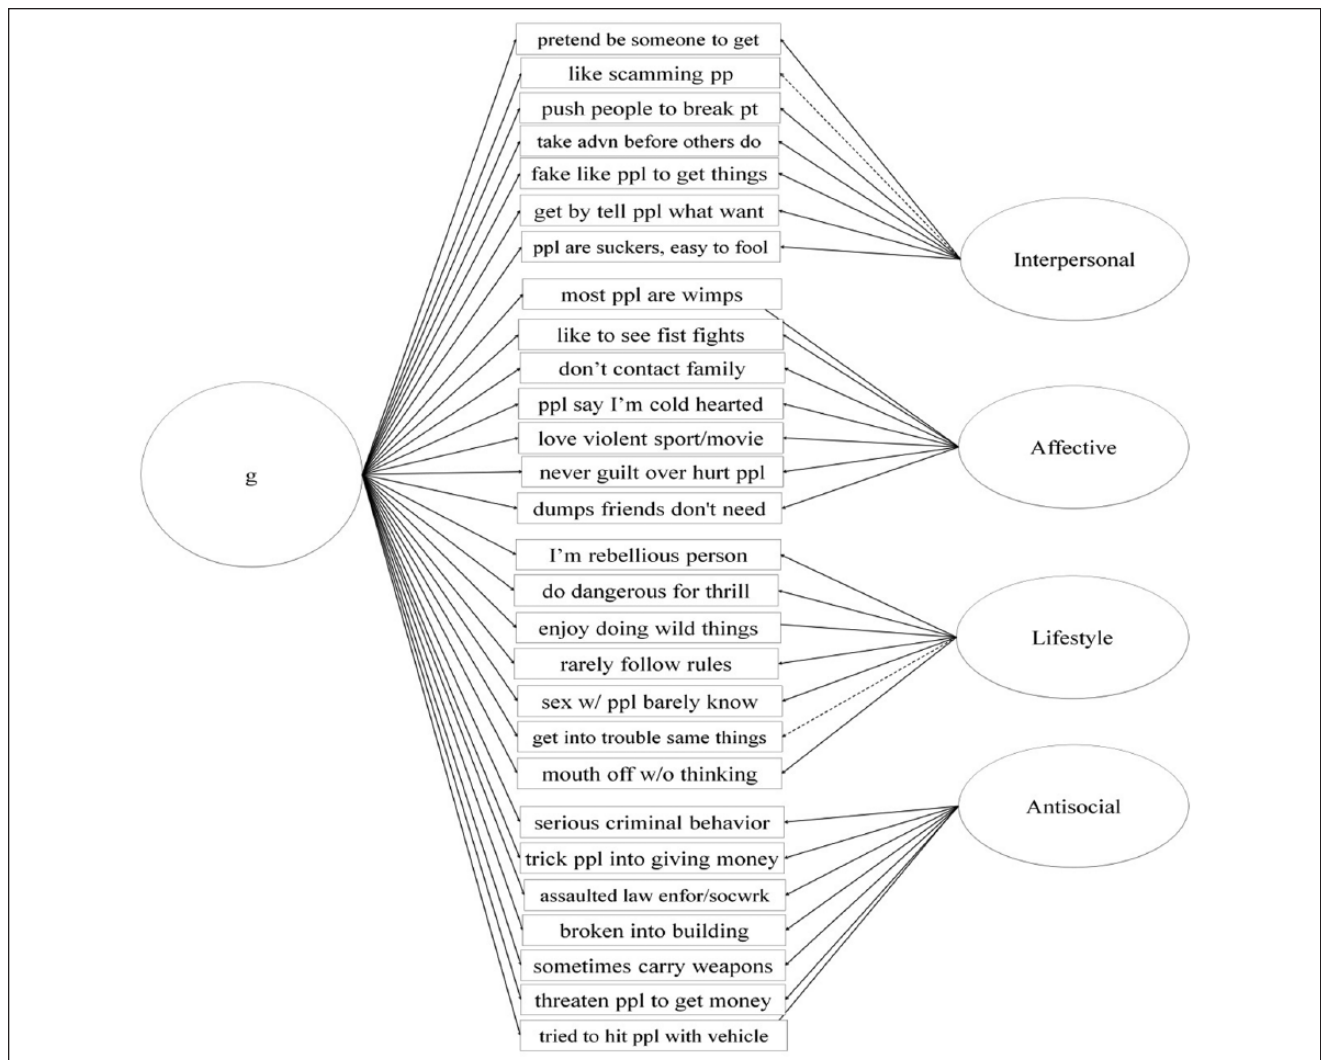 pretend be someone to get
like scamming pp
push people to break pt
take advn before others do
fake like ppl to get things
get by tell ppl what want
ppl are suckers, easy to fool
most ppl are wimps
like to see fist fights
don’t contact family
ppl say I’m cold hearted
love violent sport/movie
never guilt over hurt ppl
dumps friends don't need
I’m rebellious person
do dangerous for thrill
enjoy doing wild things
rarely follow rules
sex w/ ppl barely know
get into trouble same things
mouth off w/o thinking
serious criminal behavior
trick ppl into giving money
assaulted law enfor/socwrk
broken into building
sometimes carry weapons
threaten ppl to get money
tried to hit ppl with vehicle
g
Interpersonal
Affective
Lifestyle
Antisocial